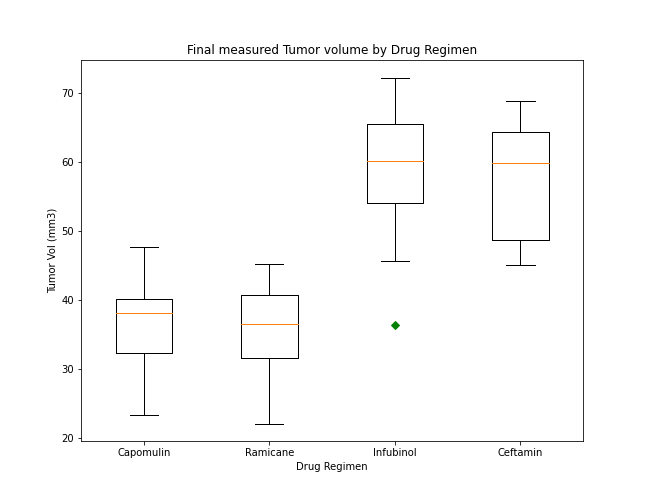 Final measured Tumor volume by Drug Regimen
Tumor Vol (mm3)
70
60
50
40
30
20
Capomulin
Ramicane
Infubinol
Ceftamin
Drug Regimen